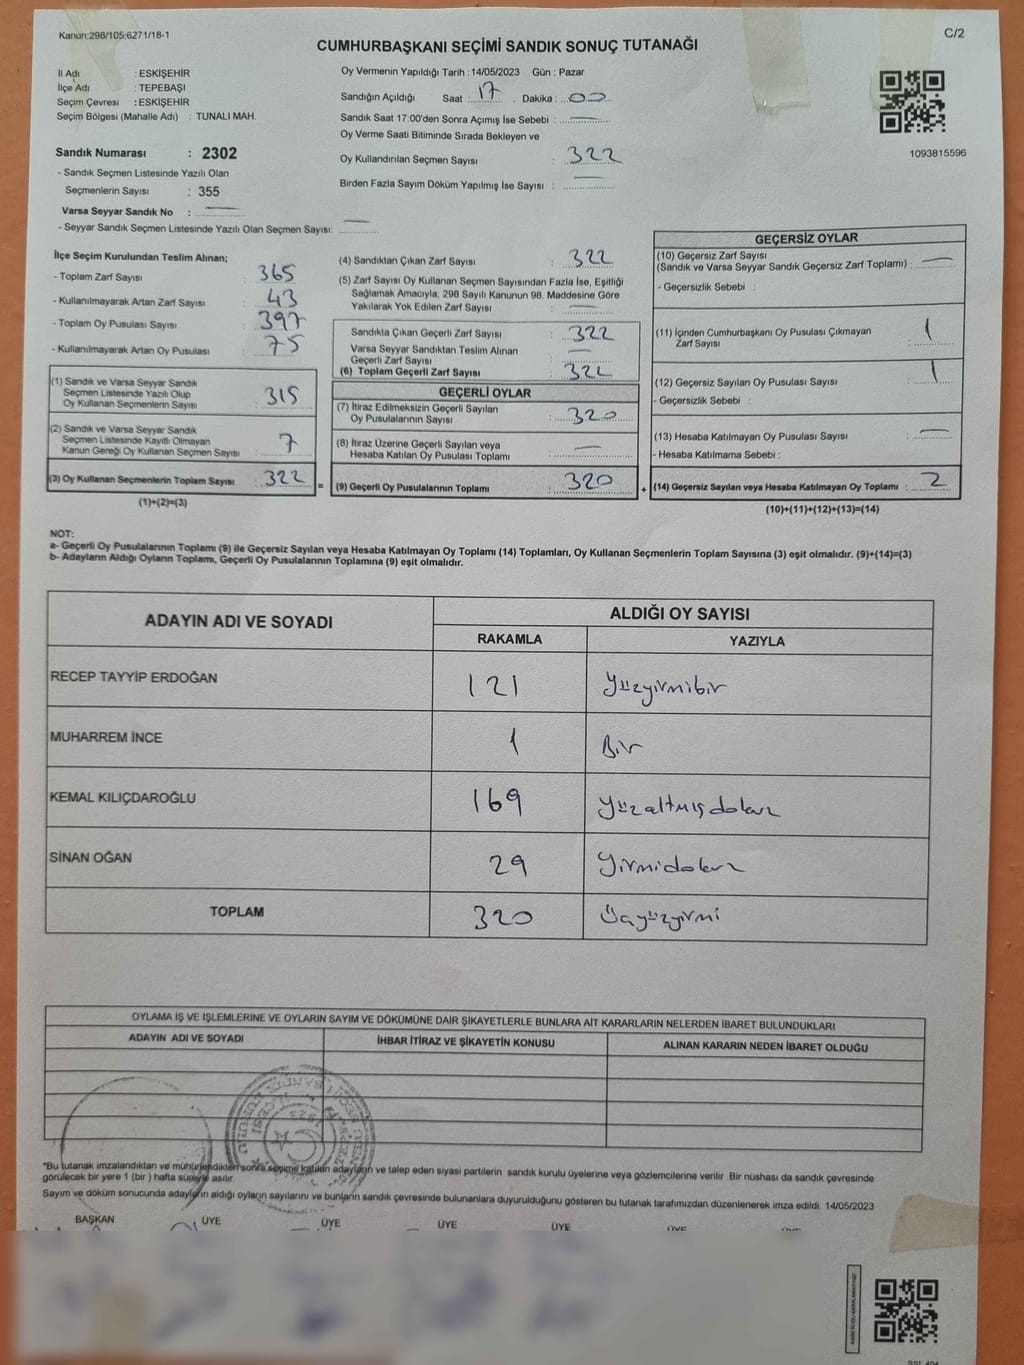 Kanun:298/105;6271/18-1
C/2
CUMHURBAŞKANI SEÇİMİ SANDIK SONUÇ TUTANAĞI
İl Adı : ESKİŞEHİR
İlçe Adı : TEPEBAŞI
Seçim Çevresi : ESKİŞEHİR
Seçim Bölgesi (Mahalle Adı) : TUNALI MAH.
Sandık Numarası : 2302
- Sandık Seçmen Listesinde Yazılı Olan
Seçmenlerin Sayısı : 355
Varsa Seyyar Sandık No : —
- Seyyar Sandık Seçmen Listesinde Yazılı Olan Seçmen Sayısı: —
Oy Vermenin Yapıldığı Tarih : 14/05/2023 Gün : Pazar
Sandığın Açıldığı Saat : 17 . Dakika : 00
Sandık Saat 17:00'den Sonra Açımış İse Sebebi : —
Oy Verme Saati Bitiminde Sırada Bekleyen ve
Oy Kullandırılan Seçmen Sayısı : 322
Birden Fazla Sayım Döküm Yapılmış İse Sayısı : —
1093815596
İlçe Seçim Kurulundan Teslim Alınan;
- Toplam Zarf Sayısı : 365
- Kullanılmayarak Artan Zarf Sayısı : 43
- Toplam Oy Pusulası Sayısı : 397
- Kullanılmayarak Artan Oy Pusulası : 75
(1) Sandık ve Varsa Seyyar Sandık
Seçmen Listesinde Yazılı Olup
Oy Kullanan Seçmenlerin Sayısı : 315
(2) Sandık ve Varsa Seyyar Sandık
Seçmen Listesinde Kayıtlı Olmayan
Kanun Gereği Oy Kullanan Seçmen Sayısı : 7
(3) Oy Kullanan Seçmenlerin Toplam Sayısı : 322
(1)+(2)=(3)
(4) Sandıktan Çıkan Zarf Sayısı : 322
(5) Zarf Sayısı Oy Kullanan Seçmen Sayısından Fazla İse, Eşitliği
Sağlamak Amacıyla, 298 Sayılı Kanunun 98. Maddesine Göre
Yakılarak Yok Edilen Zarf Sayısı : —
Sandıkta Çıkan Geçerli Zarf Sayısı : 322
Varsa Seyyar Sandıktan Teslim Alınan
Geçerli Zarf Sayısı : —
(6) Toplam Geçerli Zarf Sayısı : 322
GEÇERLİ OYLAR
(7) İtiraz Edilmeksizin Geçerli Sayılan
Oy Pusulalarının Sayısı : 320
(8) İtiraz Üzerine Geçerli Sayılan veya
Hesaba Katılan Oy Pusulası Toplamı : —
= (9) Geçerli Oy Pusulalarının Toplamı : 320 +
GEÇERSİZ OYLAR
(10) Geçersiz Zarf Sayısı
(Sandık ve Varsa Seyyar Sandık Geçersiz Zarf Toplamı) : —
- Geçersizlik Sebebi :
(11) İçinden Cumhurbaşkanı Oy Pusulası Çıkmayan
Zarf Sayısı : 1
(12) Geçersiz Sayılan Oy Pusulası Sayısı : 1
- Geçersizlik Sebebi :
(13) Hesaba Katılmayan Oy Pusulası Sayısı : —
- Hesaba Katılmama Sebebi :
(14) Geçersiz Sayılan veya Hesaba Katılmayan Oy Toplamı : 2
(10)+(11)+(12)+(13)=(14)
NOT:
a- Geçerli Oy Pusulalarının Toplamı (9) ile Geçersiz Sayılan veya Hesaba Katılmayan Oy Toplamı (14) Toplamları, Oy Kullanan Seçmenlerin Toplam Sayısına (3) eşit olmalıdır. (9)+(14)=(3)
b- Adayların Aldığı Oyların Toplamı, Geçerli Oy Pusulalarının Toplamına (9) eşit olmalıdır.
ADAYIN ADI VE SOYADI
ALDIĞI OY SAYISI
RAKAMLA YAZIYLA
RECEP TAYYİP ERDOĞAN 121 Yüzyirmibir
MUHARREM İNCE 1 Bir
KEMAL KILIÇDAROĞLU 169 Yüzaltmışdokuz
SİNAN OĞAN 29 Yirmidokuz
TOPLAM 320 Üçyüzyirmi
OYLAMA İŞ VE İŞLEMLERİNE VE OYLARIN SAYIM VE DÖKÜMÜNE DAİR ŞİKAYETLERLE BUNLARA AİT KARARLARIN NELERDEN İBARET BULUNDUKLARI
ADAYIN ADI VE SOYADI İHBAR İTİRAZ VE ŞİKAYETİN KONUSU ALINAN KARARIN NEDEN İBARET OLDUĞU
*Bu tutanak imzalandıktan ve mühürlendikten sonra seçime katılan adayların ve talep eden siyasi partilerin sandık kurulu üyelerine veya gözlemcilerine verilir. Bir nüshası da sandık çevresinde
görülecek bir yere 1 (bir ) hafta süreyle asılır.
Sayım ve döküm sonucunda adayların aldığı oyların sayılarını ve bunların sandık çevresinde bulunanlara duyurulduğunu gösteren bu tutanak tarafımızdan düzenlenerek imza edildi. 14/05/2023
BAŞKAN ÜYE ÜYE ÜYE ÜYE ÜYE ÜYE